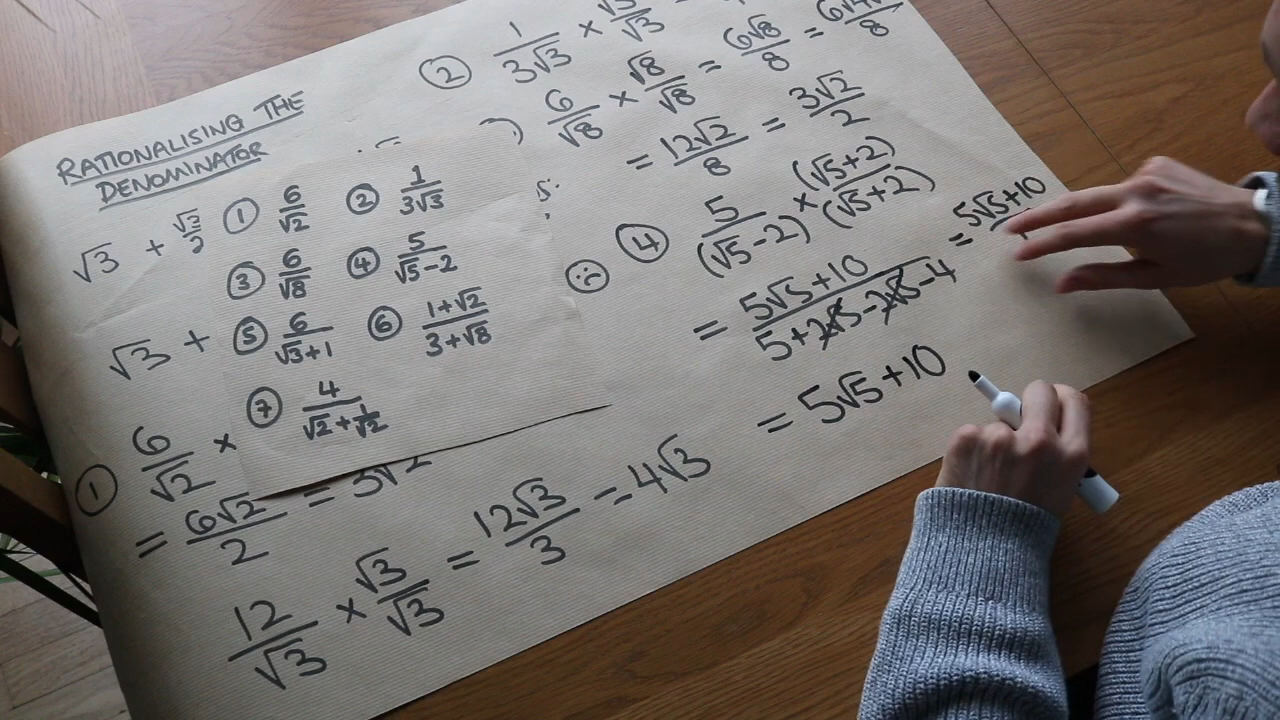 RATIONALISING THE
DENOMINATOR
√3 + √3/2
√3 +
① 6/√2
② 1/3√3
③ 6/√8
④ 5/√5-2
⑤ 6/√3+1
⑥ 1+√2/3+√8
⑦ 4/√2+1/√2
① 6/√2 ×
= 6√2/2 = 3√2
12/√3 × √3/√3 = 12√3/3 = 4√3
② 1/3√3 × √3/√3
6/√8 × √8/√8 = 6√8/8 =
= 12√2/8 = 3√2/2
④ 5/(√5-2) × (√5+2)/(√5+2)
= 5√5+10/5+2√5-2√5-4 = 5√5+10
= 5√5+10